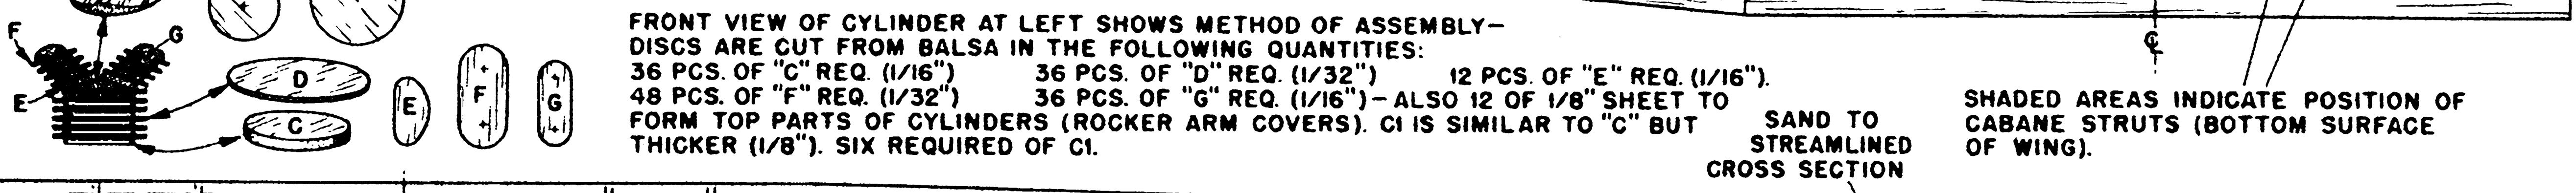 FRONT VIEW OF CYLINDER AT LEFT SHOWS METHOD OF ASSEMBLY—
DISCS ARE CUT FROM BALSA IN THE FOLLOWING QUANTITIES:
36 PCS. OF "C" REQ. (1/16") 36 PCS. OF "D" REQ. (1/32") 12 PCS. OF "E" REQ. (1/16").
48 PCS. OF "F" REQ. (1/32") 36 PCS. OF "G" REQ. (1/16")—ALSO 12 OF 1/8" SHEET TO
FORM TOP PARTS OF CYLINDERS (ROCKER ARM COVERS). C1 IS SIMILAR TO "C" BUT
THICKER (1/8"). SIX REQUIRED OF C1.
F
G
E
D
C
E
F
G
SAND TO
STREAMLINED
CROSS SECTION
℄
SHADED AREAS INDICATE POSITION OF
CABANE STRUTS (BOTTOM SURFACE
OF WING).